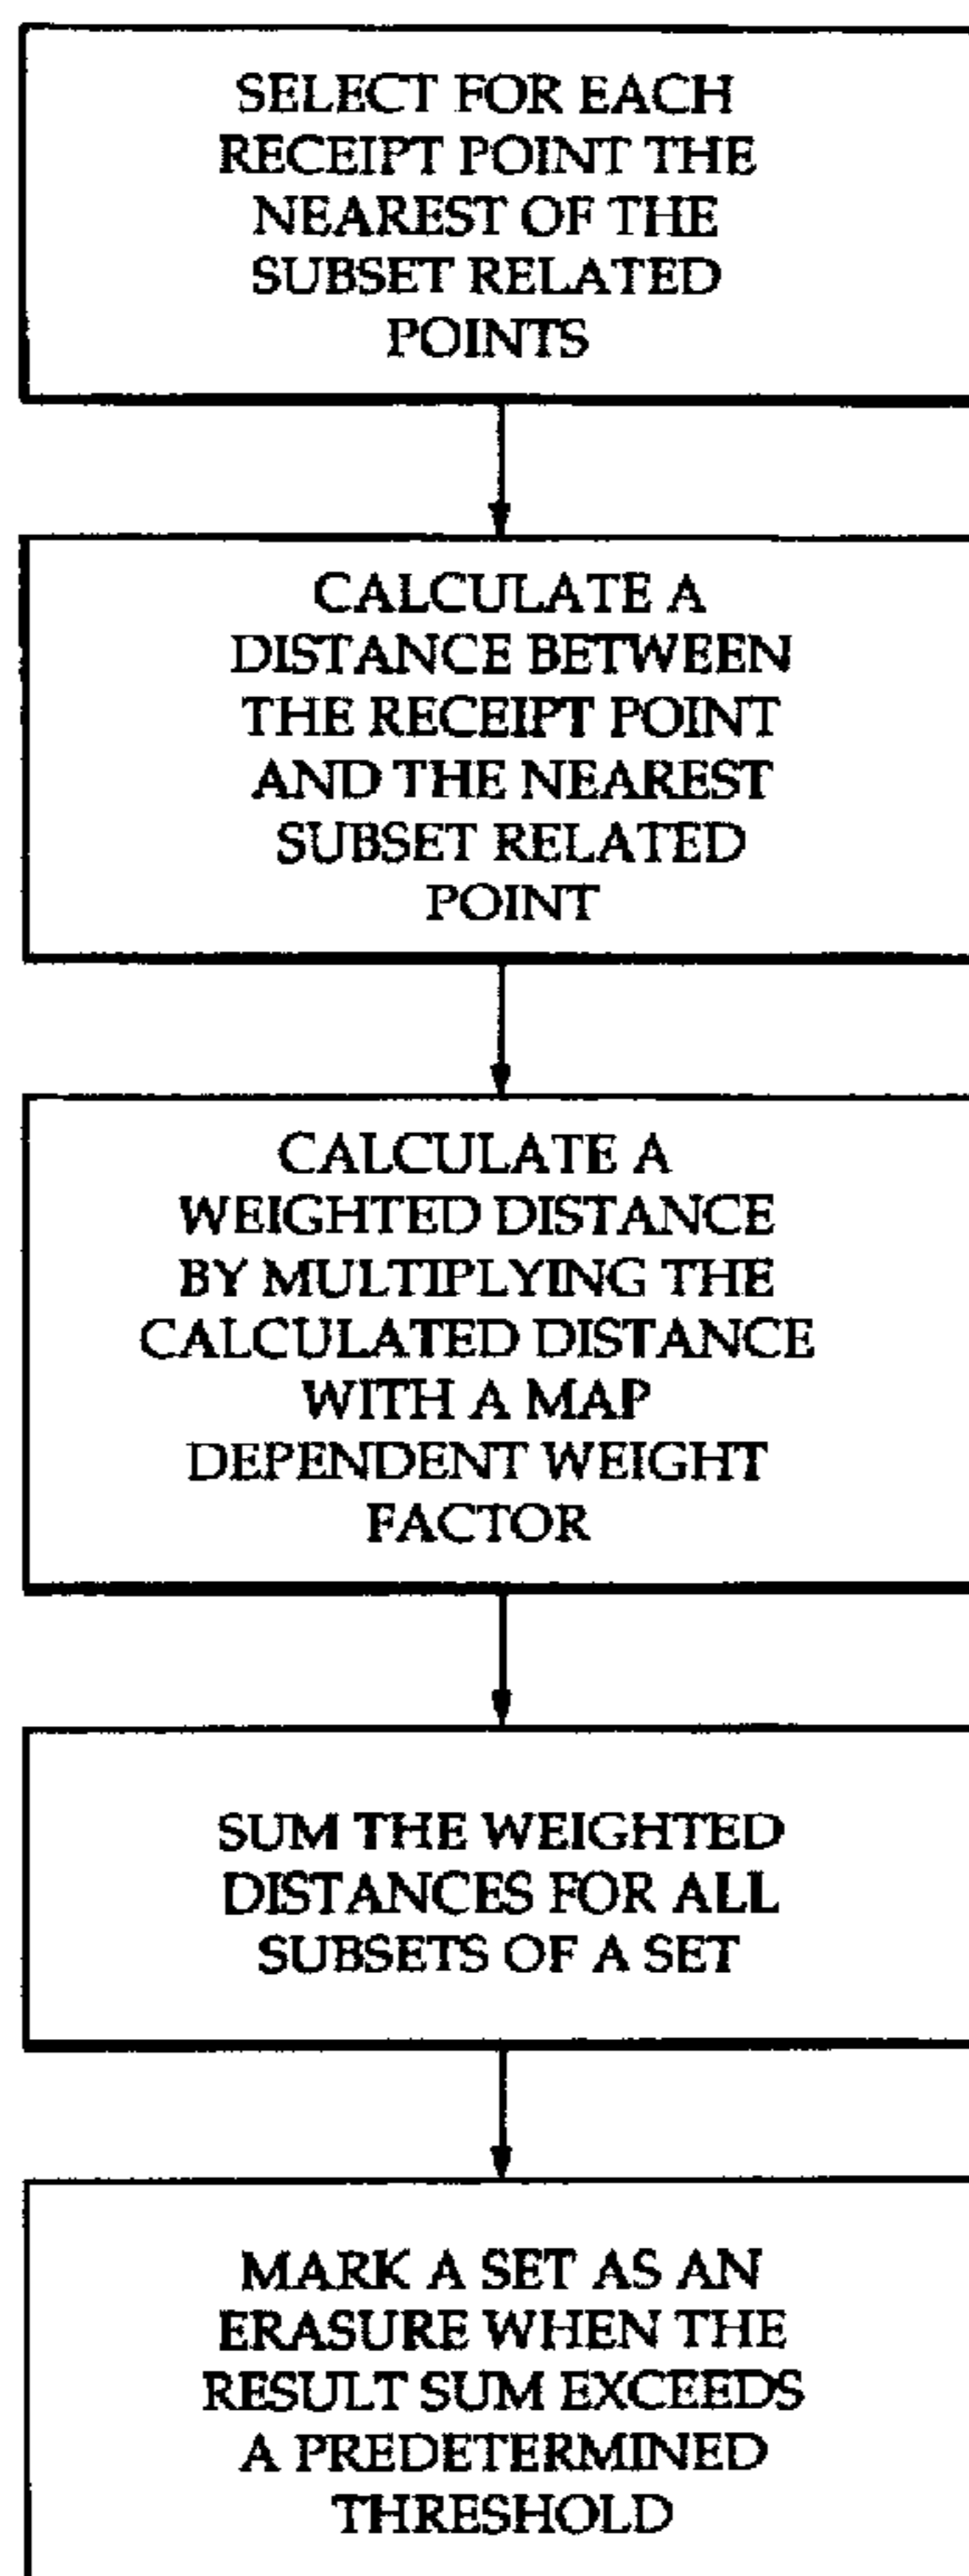 SELECT FOR EACH
RECEIPT POINT THE
NEAREST OF THE
SUBSET RELATED
POINTS
CALCULATE A
DISTANCE BETWEEN
THE RECEIPT POINT
AND THE NEAREST
SUBSET RELATED
POINT
CALCULATE A
WEIGHTED DISTANCE
BY MULTIPLYING THE
CALCULATED DISTANCE
WITH A MAP
DEPENDENT WEIGHT
FACTOR
SUM THE WEIGHTED
DISTANCES FOR ALL
SUBSETS OF A SET
MARK A SET AS AN
ERASURE WHEN THE
RESULT SUM EXCEEDS
A PREDETERMINED
THRESHOLD